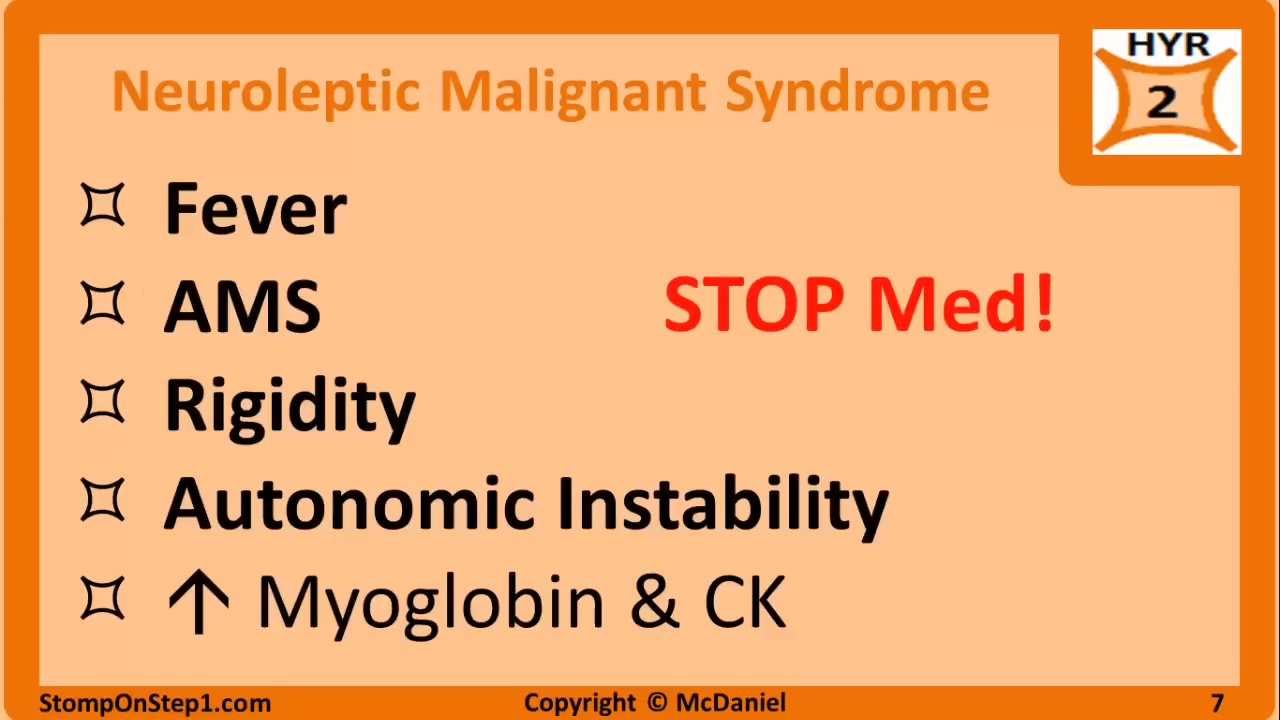 Neuroleptic Malignant Syndrome
HYR
2
Fever
AMS
STOP Med!
Rigidity
Autonomic Instability
↑ Myoglobin & CK
StompOnStep1.com
Copyright © McDaniel
7